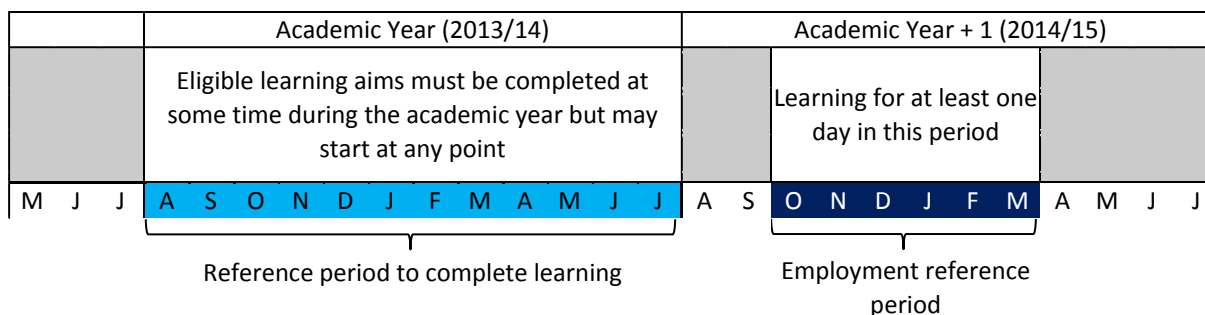 Academic Year (2013/14) Academic Year + 1 (2014/15)
Eligible learning aims must be completed at
some time during the academic year but may
start at any point
Learning for at least one
day in this period
M J J A S O N D J F M A M J J A S O N D J F M A M J J
Reference period to complete learning
Employment reference
period